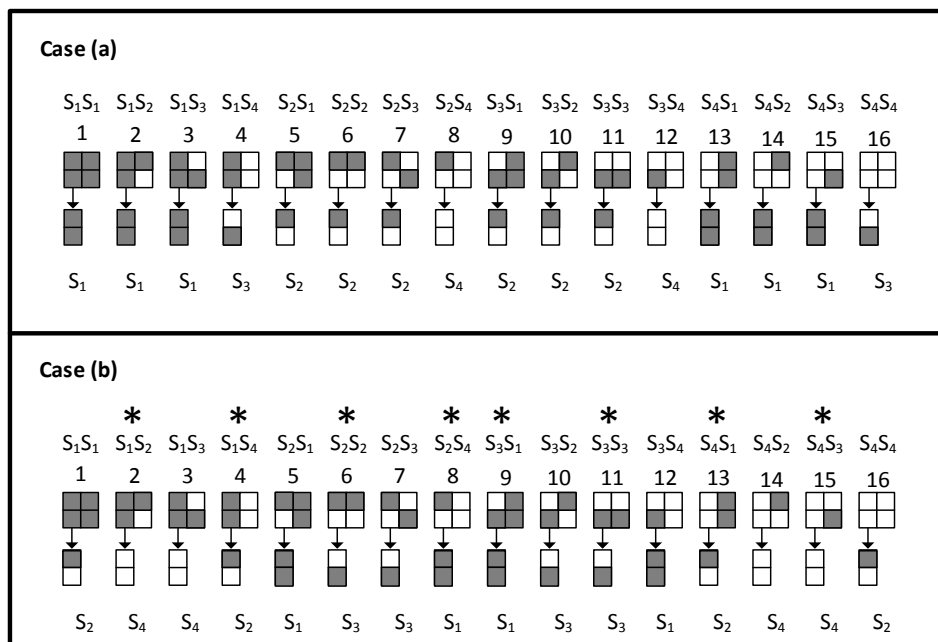 Case (a)
S₁S₁ S₁S₂ S₁S₃ S₁S₄ S₂S₁ S₂S₂ S₂S₃ S₂S₄ S₃S₁ S₃S₂ S₃S₃ S₃S₄ S₄S₁ S₄S₂ S₄S₃ S₄S₄
1 2 3 4 5 6 7 8 9 10 11 12 13 14 15 16
S₁ S₁ S₁ S₃ S₂ S₂ S₂ S₄ S₂ S₂ S₂ S₄ S₁ S₁ S₁ S₃
Case (b)
* * * * * * * *
S₁S₁ S₁S₂ S₁S₃ S₁S₄ S₂S₁ S₂S₂ S₂S₃ S₂S₄ S₃S₁ S₃S₂ S₃S₃ S₃S₄ S₄S₁ S₄S₂ S₄S₃ S₄S₄
1 2 3 4 5 6 7 8 9 10 11 12 13 14 15 16
S₂ S₄ S₄ S₂ S₁ S₃ S₃ S₁ S₁ S₃ S₃ S₁ S₂ S₄ S₄ S₂